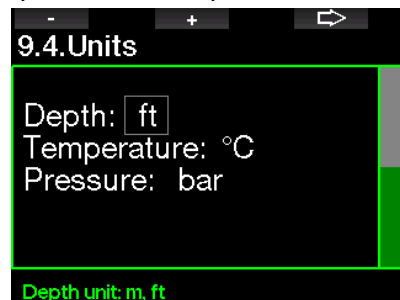 - +
9.4.Units
Depth: ft
Temperature: °C
Pressure: bar
Depth unit: m, ft